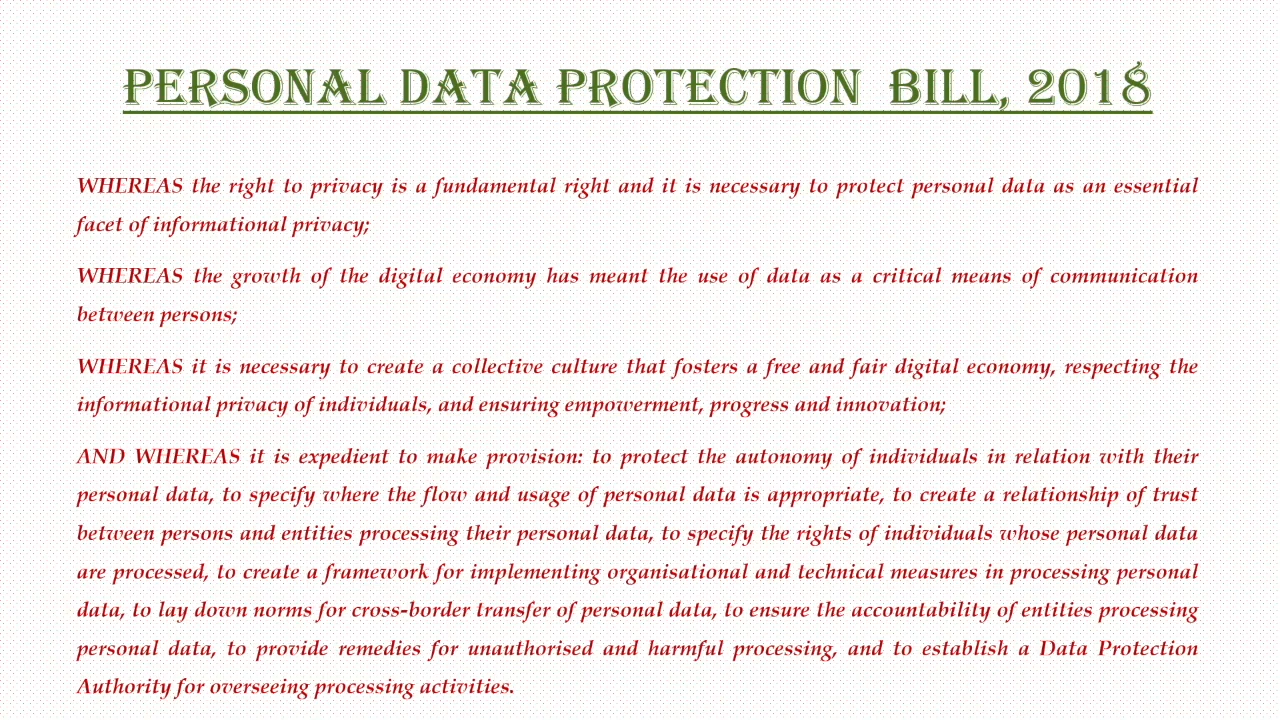 PERSONAL DATA PROTECTION BILL, 2018
WHEREAS the right to privacy is a fundamental right and it is necessary to protect personal data as an essential
facet of informational privacy;
WHEREAS the growth of the digital economy has meant the use of data as a critical means of communication
between persons;
WHEREAS it is necessary to create a collective culture that fosters a free and fair digital economy, respecting the
informational privacy of individuals, and ensuring empowerment, progress and innovation;
AND WHEREAS it is expedient to make provision: to protect the autonomy of individuals in relation with their
personal data, to specify where the flow and usage of personal data is appropriate, to create a relationship of trust
between persons and entities processing their personal data, to specify the rights of individuals whose personal data
are processed, to create a framework for implementing organisational and technical measures in processing personal
data, to lay down norms for cross-border transfer of personal data, to ensure the accountability of entities processing
personal data, to provide remedies for unauthorised and harmful processing, and to establish a Data Protection
Authority for overseeing processing activities.